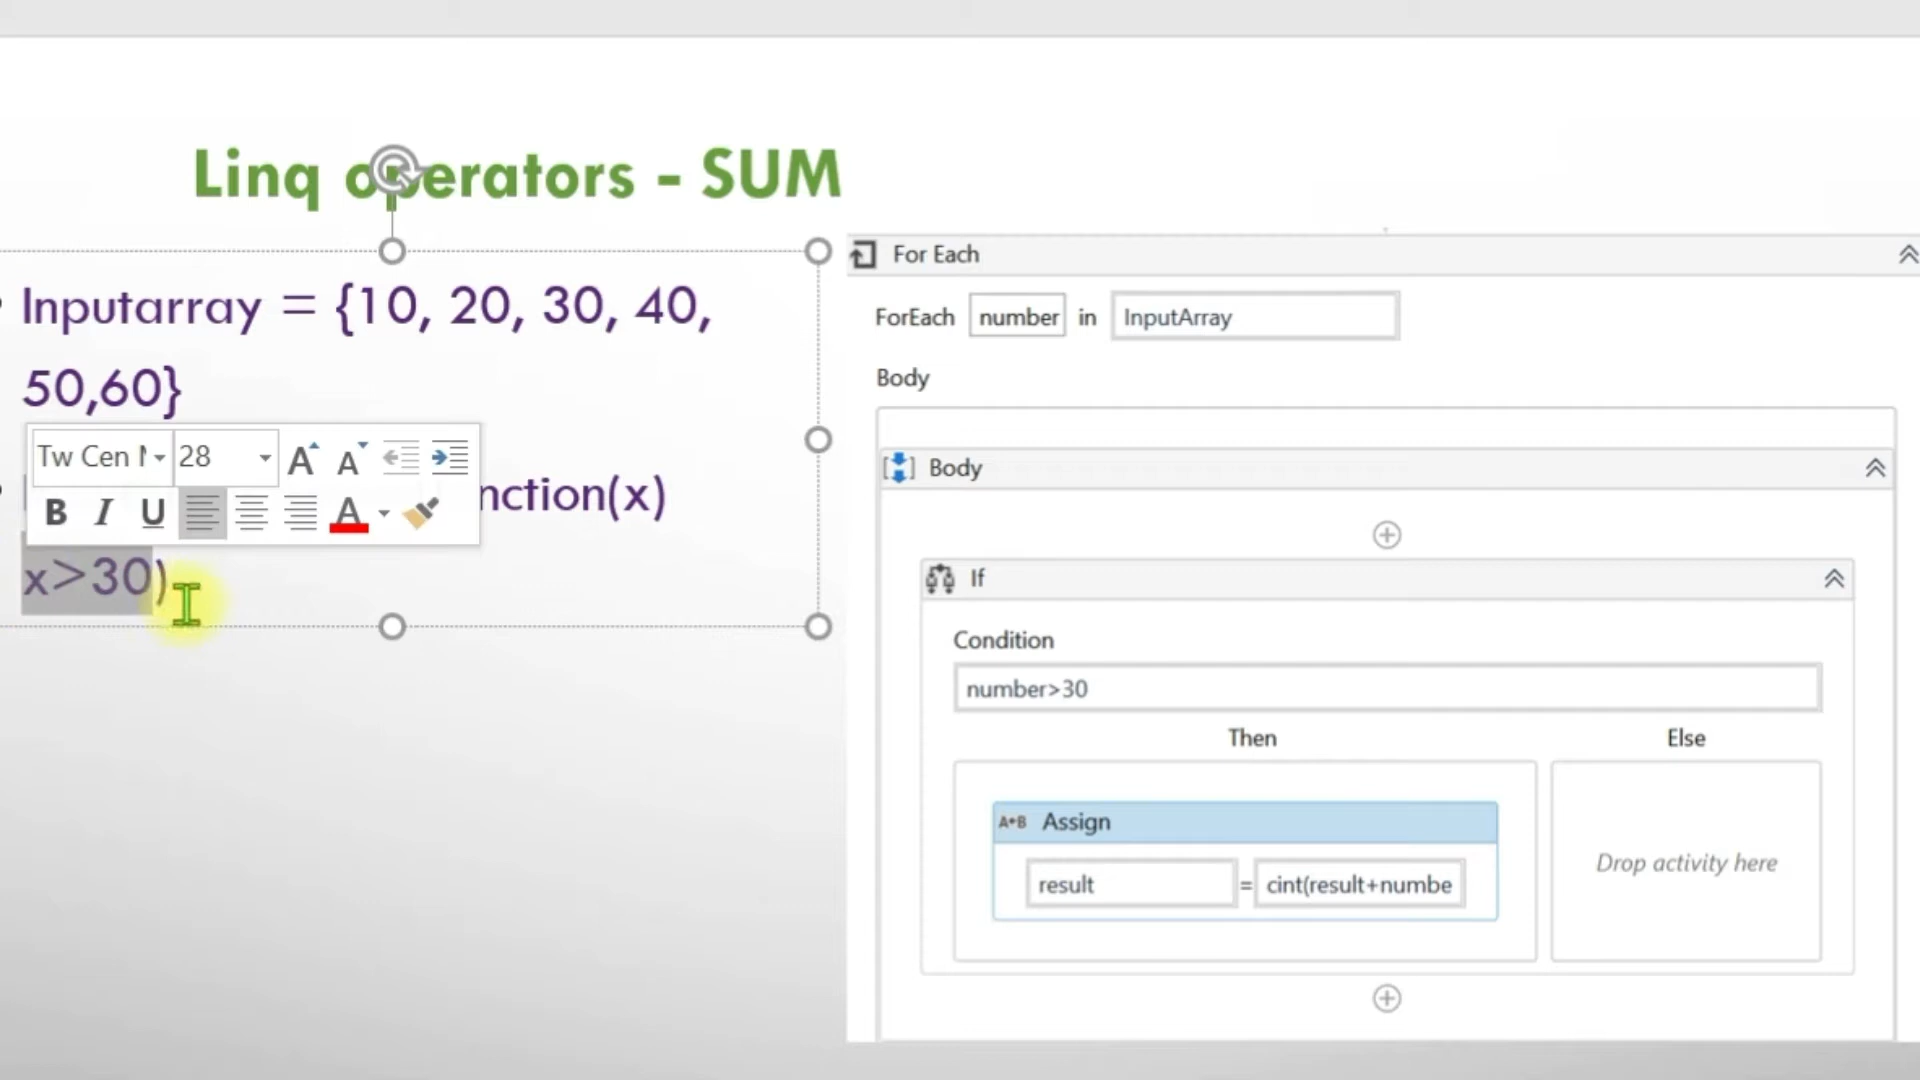 Linq operators - SUM
Inputarray = {10, 20, 30, 40,
50,60}
Tw Cen
28
B I U A
nction(x)
x>30)
For Each
ForEach number in InputArray
Body
Body
If
Condition
number>30
Then
Else
A+B Assign
result = cint(result+numbe
Drop activity here